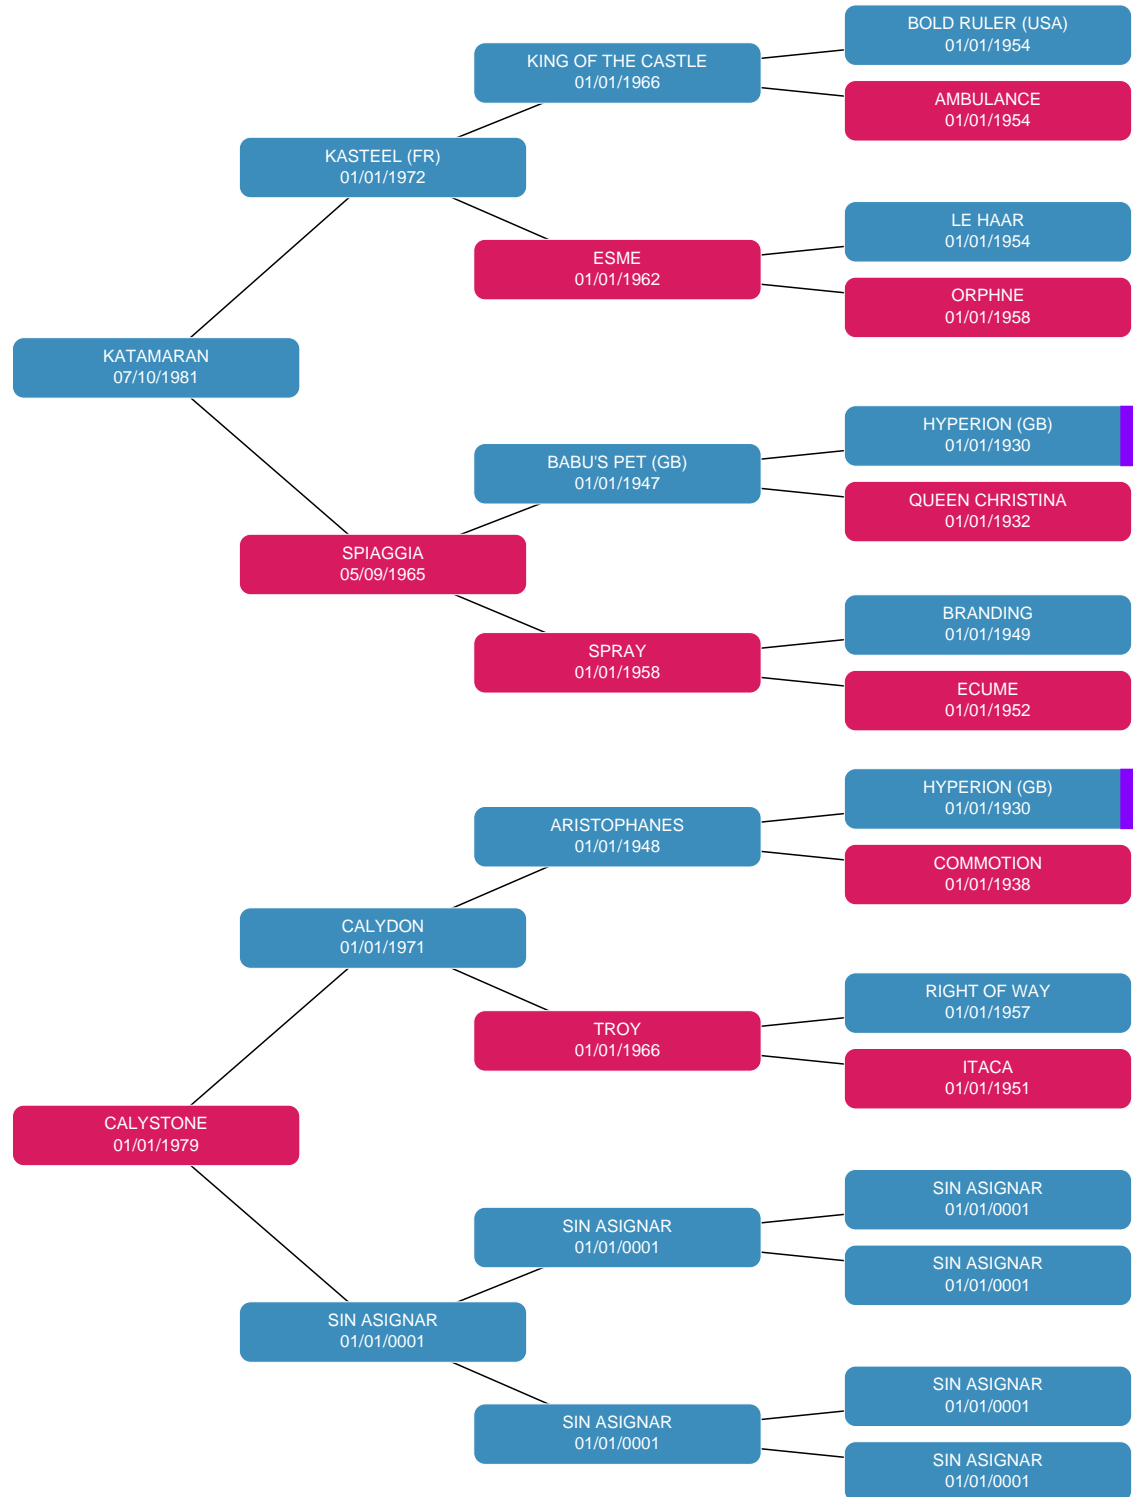 BOLD RULER (USA)
01/01/1954
KING OF THE CASTLE
01/01/1966
AMBULANCE
01/01/1954
KASTEEL (FR)
01/01/1972
LE HAAR
01/01/1954
ESME
01/01/1962
ORPHNE
01/01/1958
KATAMARAN
07/10/1981
HYPERION (GB)
01/01/1930
BABU'S PET (GB)
01/01/1947
QUEEN CHRISTINA
01/01/1932
SPIAGGIA
05/09/1965
BRANDING
01/01/1949
SPRAY
01/01/1958
ECUME
01/01/1952
HYPERION (GB)
01/01/1930
ARISTOPHANES
01/01/1948
COMMOTION
01/01/1938
CALYDON
01/01/1971
RIGHT OF WAY
01/01/1957
TROY
01/01/1966
ITACA
01/01/1951
CALYSTONE
01/01/1979
SIN ASIGNAR
01/01/0001
SIN ASIGNAR
01/01/0001
SIN ASIGNAR
01/01/0001
SIN ASIGNAR
01/01/0001
SIN ASIGNAR
01/01/0001
SIN ASIGNAR
01/01/0001
SIN ASIGNAR
01/01/0001